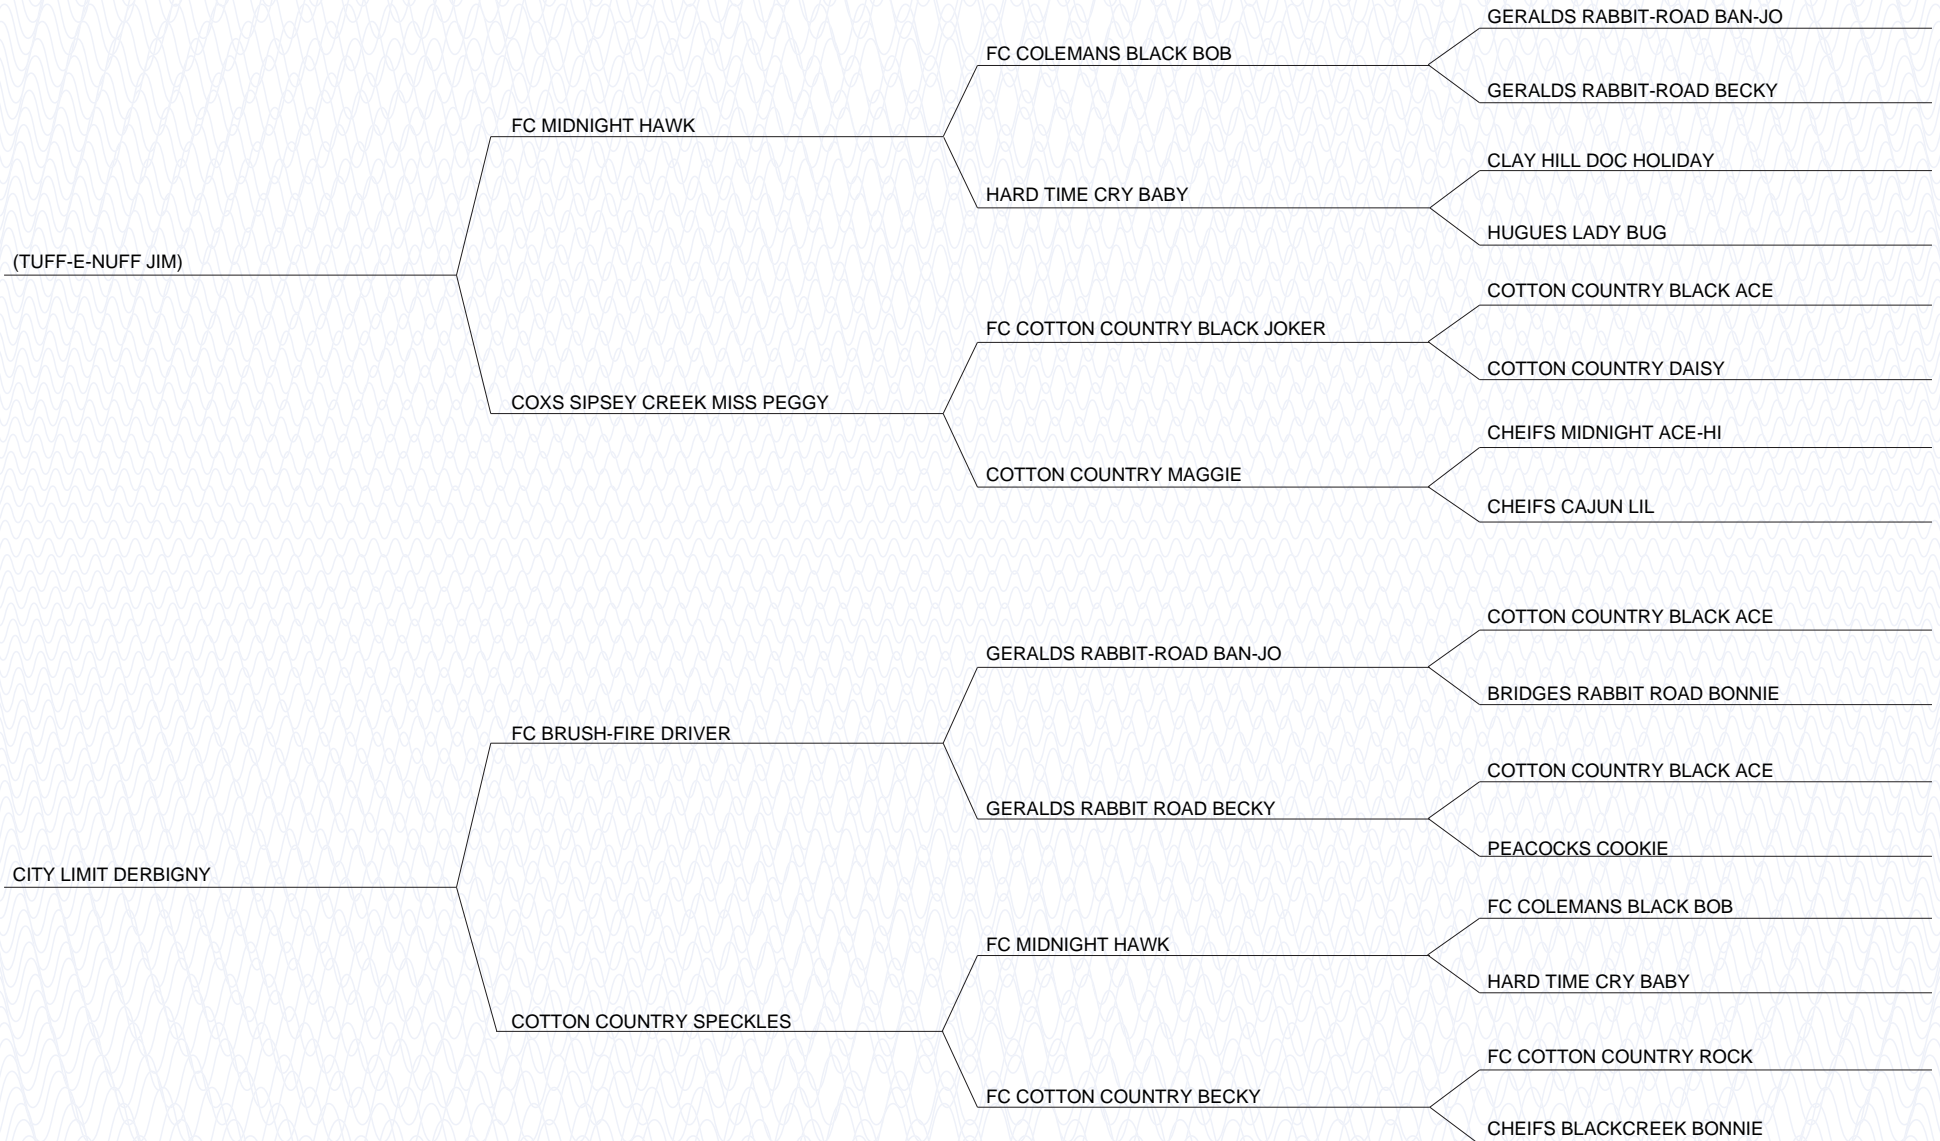 GERALDS RABBIT-ROAD BAN-JO
FC COLEMANS BLACK BOB
GERALDS RABBIT-ROAD BECKY
FC MIDNIGHT HAWK
CLAY HILL DOC HOLIDAY
HARD TIME CRY BABY
HUGUES LADY BUG
(TUFF-E-NUFF JIM)
COTTON COUNTRY BLACK ACE
FC COTTON COUNTRY BLACK JOKER
COTTON COUNTRY DAISY
COXS SIPSEY CREEK MISS PEGGY
CHEIFS MIDNIGHT ACE-HI
COTTON COUNTRY MAGGIE
CHEIFS CAJUN LIL
COTTON COUNTRY BLACK ACE
GERALDS RABBIT-ROAD BAN-JO
BRIDGES RABBIT ROAD BONNIE
FC BRUSH-FIRE DRIVER
COTTON COUNTRY BLACK ACE
GERALDS RABBIT ROAD BECKY
PEACOCKS COOKIE
CITY LIMIT DERBIGNY
FC COLEMANS BLACK BOB
FC MIDNIGHT HAWK
HARD TIME CRY BABY
COTTON COUNTRY SPECKLES
FC COTTON COUNTRY ROCK
FC COTTON COUNTRY BECKY
CHEIFS BLACKCREEK BONNIE